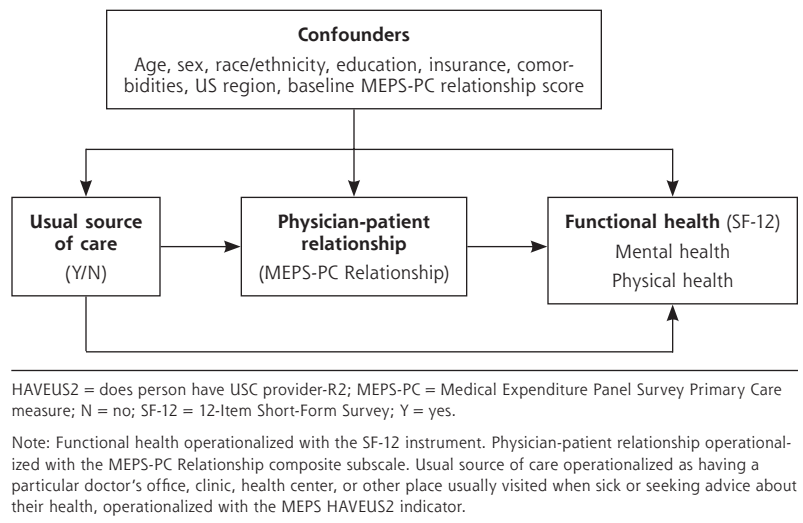 Confounders
Age, sex, race/ethnicity, education, insurance, comor-
bidities, US region, baseline MEPS-PC relationship score
Usual source
of care
(Y/N)
Physician-patient
relationship
(MEPS-PC Relationship)
Functional health (SF-12)
Mental health
Physical health
HAVEUS2 = does person have USC provider-R2; MEPS-PC = Medical Expenditure Panel Survey Primary Care
measure; N = no; SF-12 = 12-Item Short-Form Survey; Y = yes.
Note: Functional health operationalized with the SF-12 instrument. Physician-patient relationship operational-
ized with the MEPS-PC Relationship composite subscale. Usual source of care operationalized as having a
particular doctor's office, clinic, health center, or other place usually visited when sick or seeking advice about
their health, operationalized with the MEPS HAVEUS2 indicator.